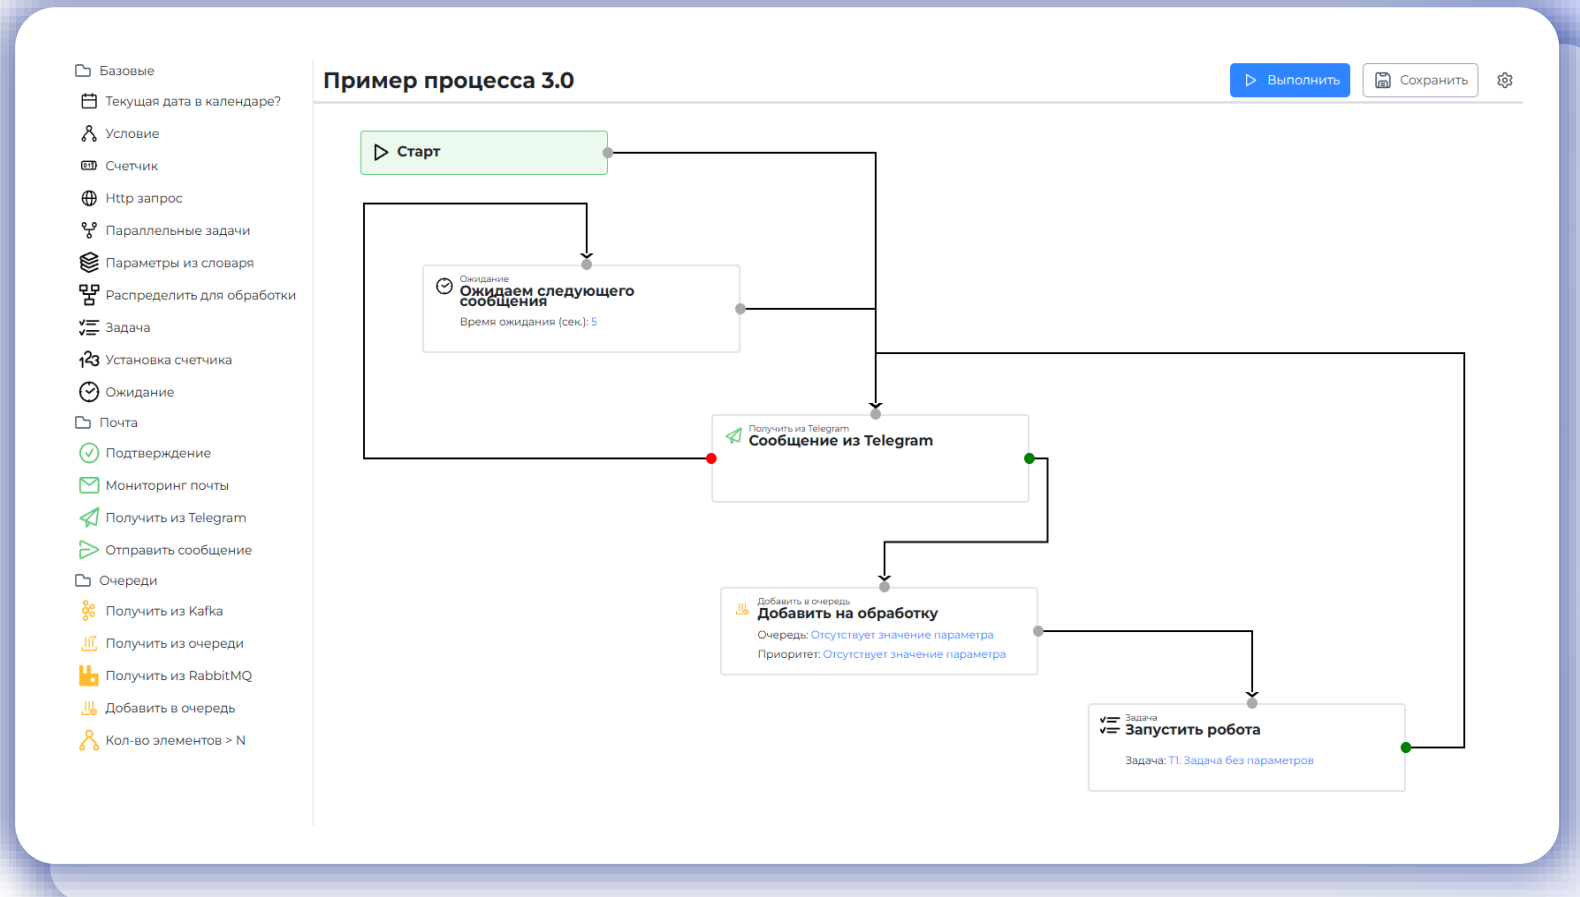 Базовые
Текущая дата в календаре?
Условие
Счетчик
Http запрос
Параллельные задачи
Параметры из словаря
Распределить для обработки
Задача
Установка счетчика
Ожидание
Почта
Подтверждение
Мониторинг почты
Получить из Telegram
Отправить сообщение
Очереди
Получить из Kafka
Получить из очереди
Получить из RabbitMQ
Добавить в очередь
Кол-во элементов > N
Пример процесса 3.0
Выполнить
Сохранить
Старт
Ожидание
Ожидаем следующего
сообщения
Время ожидания (сек.): 5
Получить из Telegram
Сообщение из Telegram
Добавить в очередь
Добавить на обработку
Очередь: Отсутствует значение параметра
Приоритет: Отсутствует значение параметра
Задача
Запустить робота
Задача: T1. Задача без параметров